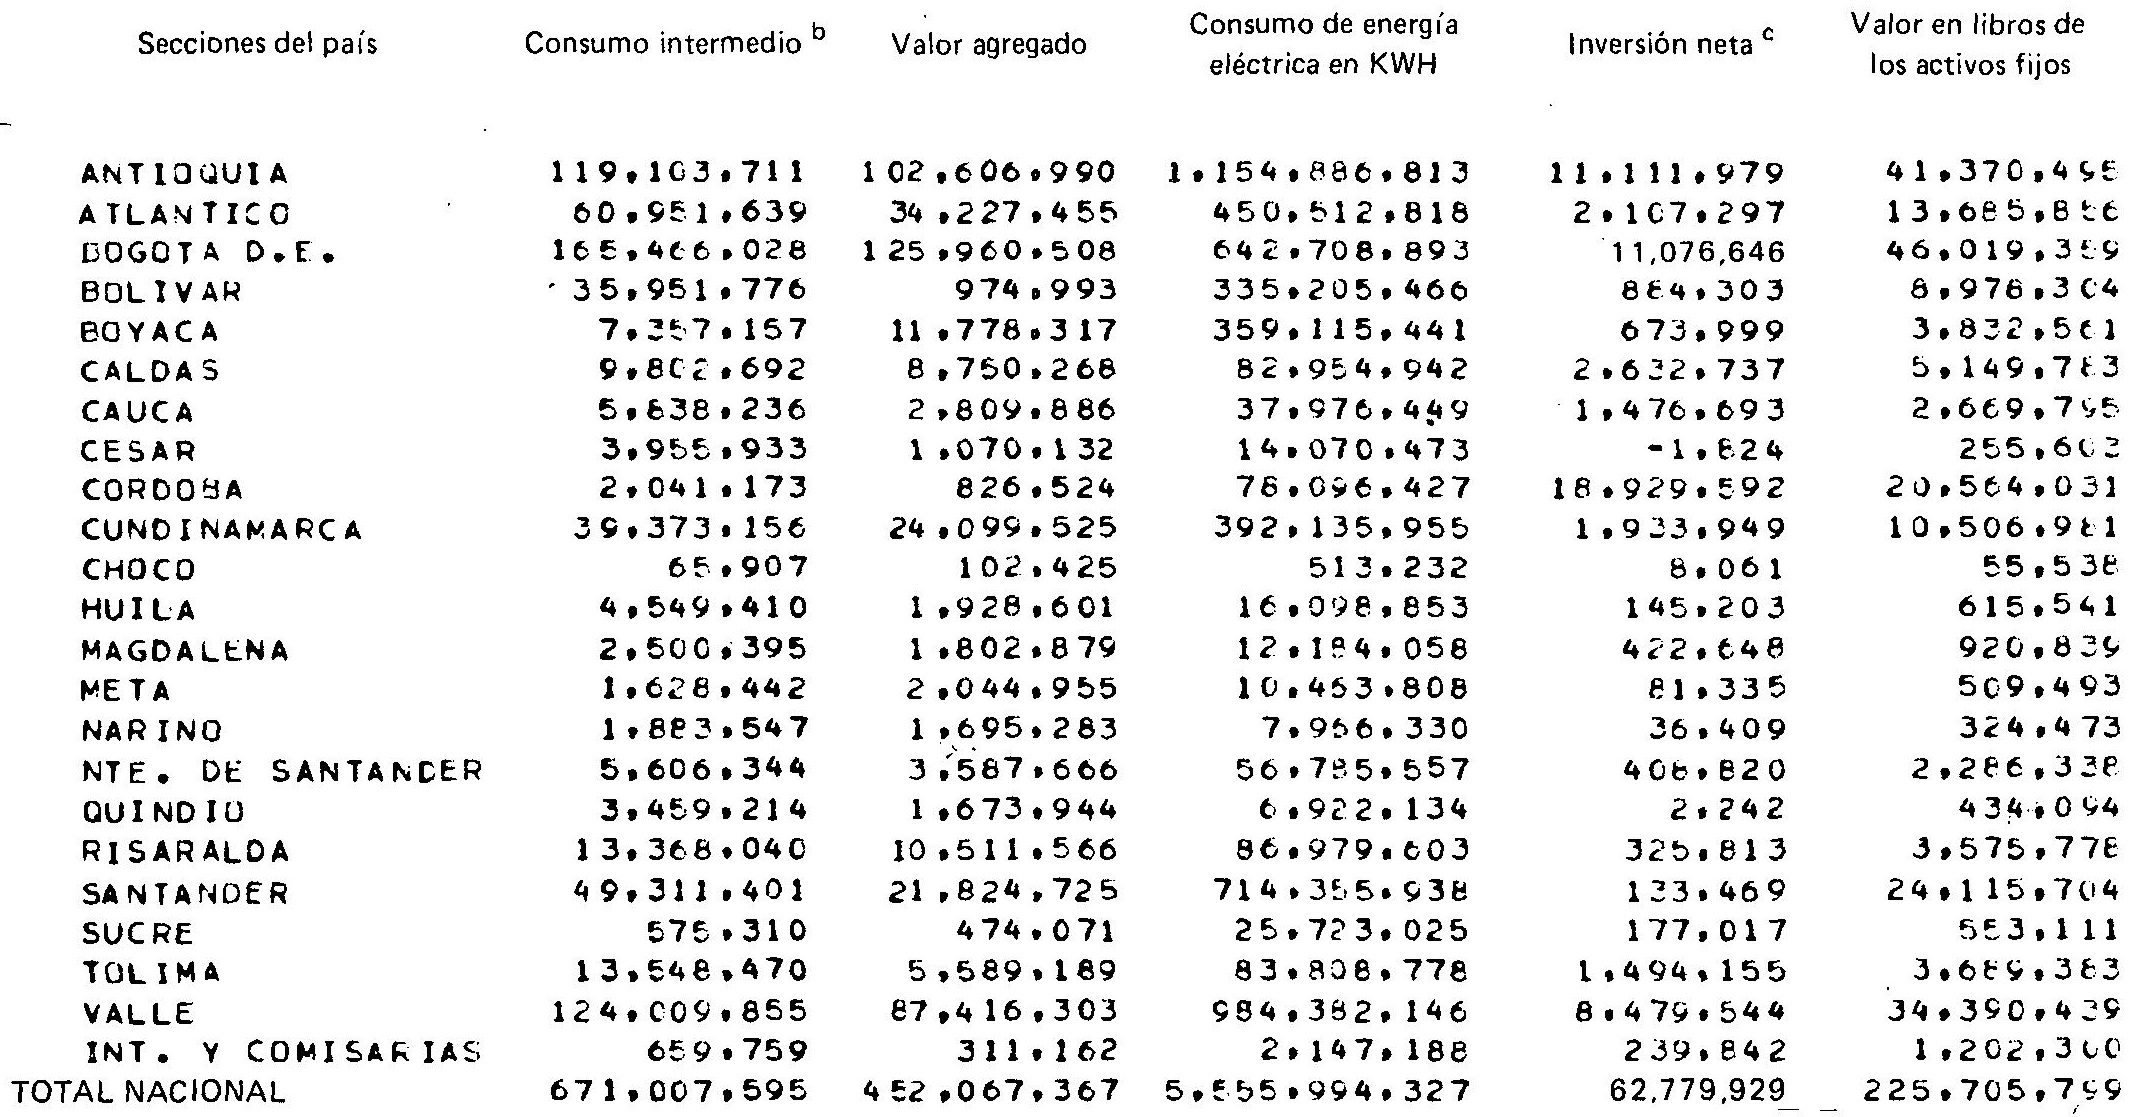 Secciones del país Consumo intermedio b Valor agregado Consumo de energía eléctrica en KWH Inversión neta c Valor en libros de los activos fijos
ANTIOQUIA 119,103,711 102,606,990 1,154,886,813 11,111,979 41,370,495
ATLANTICO 60,951,639 34,227,455 450,512,818 2,107,297
BOGOTA D.E. 165,466,028 125,960,508 642,708,893 11,076,646 46,019,359
BOLIVAR 35,951,776 974,993 335,205,466 884,303 8,978,304
BOYACA 7,357,157 11,778,317 359,115,441 673,999 3,832,561
CALDAS 9,802,692 8,750,268 82,954,942 2,632,737 5,149,783
CAUCA 5,838,236 2,809,886 37,976,449 1,476,693 2,669,795
CESAR 3,955,933 1,070,132 14,070,473 -1,824
CORDOBA 2,041,173 826,524 78,096,427 18,929,592 20,564,031
CUNDINAMARCA 39,373,156 24,099,525 392,135,955 1,933,949 10,506,981
CHOCO 65,907 102,425 513,232 8,061 55,538
HUILA 4,549,410 1,928,601 16,098,853 145,203 615,541
MAGDALENA 2,500,395 1,802,879 12,184,058 422,648 920,839
META 1,628,442 2,044,955 10,453,808 81,335 509,493
NARINO 1,883,547 1,695,283 7,956,330 36,409 324,473
NTE. DE SANTANDER 5,606,344 3,587,666 56,785,557 408,820 2,286,338
QUINDIO 3,459,214 1,673,944 6,922,134 2,242 434,094
RISARALDA 13,368,040 10,511,566 86,979,603 325,813 3,575,778
SANTANDER 49,311,401 21,824,725 714,355,938 133,469 24,115,704
SUCRE 575,310 474,071 25,723,025 177,017 553,111
TOLIMA 13,548,470 5,589,189 83,808,778 1,494,155 3,689,383
VALLE 124,009,855 87,416,303 984,382,146 8,479,544 34,390,439
INT. Y COMISARIAS 659,759 311,162 2,147,188 239,842 1,202,300
TOTAL NACIONAL 671,007,595 452,067,367 5,555,994,327 62,779,929 225,705,799